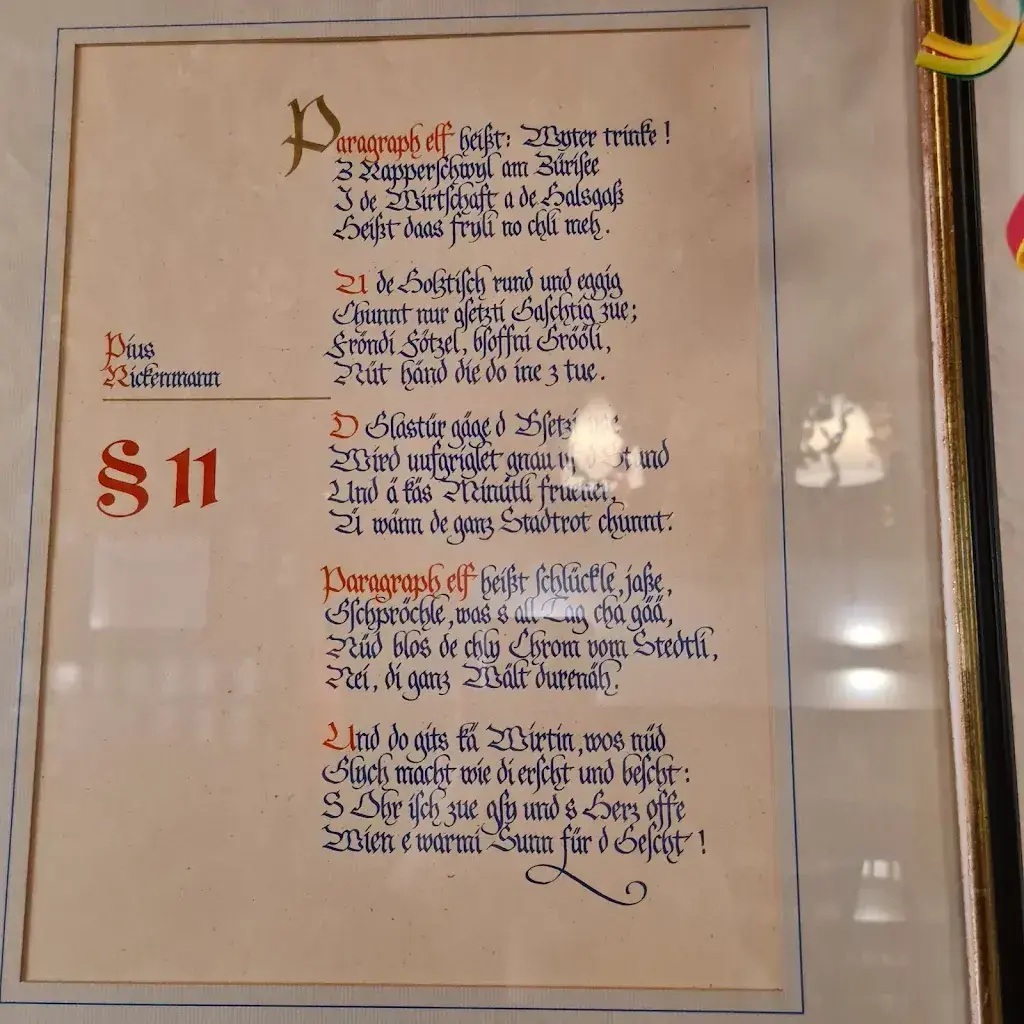 Pius
Rickenmann
§ 11
Paragraph elf heißt: Wyter trinke !
Z Rapperschwyl am Zürisee
I de Wirtschaft a de Halsgaß
Heißt daas fryli no chli meh.
A de Holztisch rund und eggig
Chunnt nur gsetzti Gaschtig zue;
Fröndi Fötzel, bsoffni Grööli,
Nüt händ die do ine z tue.
D Glastür gäge d
Wird uufgriglet gnau uf d Stund
Und ä käs Minütli früener,
Ä wänn de ganz Stadtrot chunnt.
Paragraph elf heißt schlückle, jaße,
Gschpröchle, was s all Tag cha gää,
Nüd blos de chly Chrom vom Stedtli,
Nei, di ganz Wält durenäh.
Und do gits kä Wirtin, wos nüd
Glych macht wie di erscht und bescht:
S Ohr isch zue gsy und s Herz offe
Wien e warmi Sunn für d Gescht !